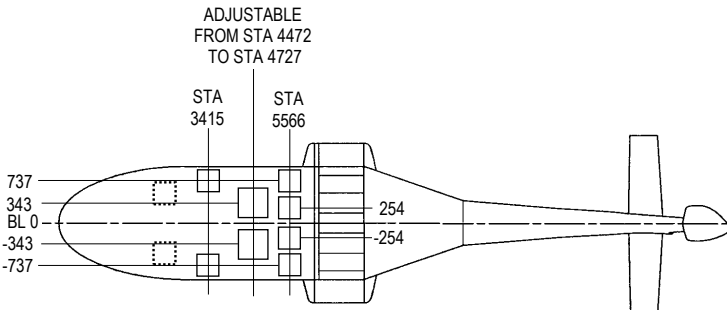 ADJUSTABLE
FROM STA 4472
TO STA 4727
STA
3415
STA
5566
737
343
BL 0
-343
-737
254
-254